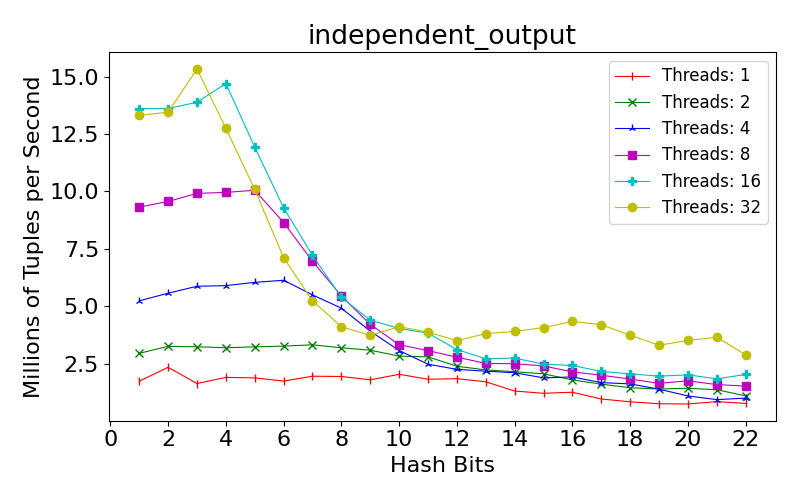 independent_output
Millions of Tuples per Second
15.0
12.5
10.0
7.5
5.0
2.5
0 2 4 6 8 10 12 14 16 18 20 22
Hash Bits
Threads: 1
Threads: 2
Threads: 4
Threads: 8
Threads: 16
Threads: 32